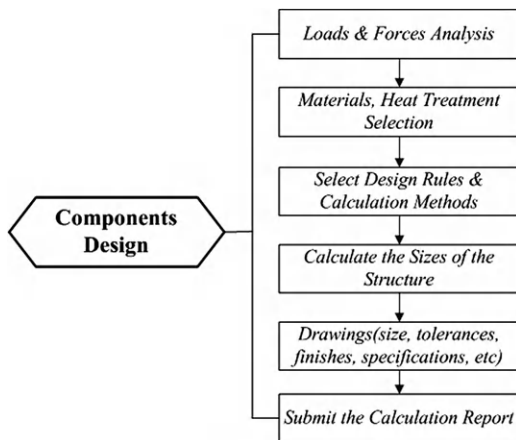 Loads & Forces Analysis
Materials, Heat Treatment
Selection
Select Design Rules &
Calculation Methods
Components
Design
Calculate the Sizes of the
Structure
Drawings(size, tolerances,
finishes, specifications, etc)
Submit the Calculation Report